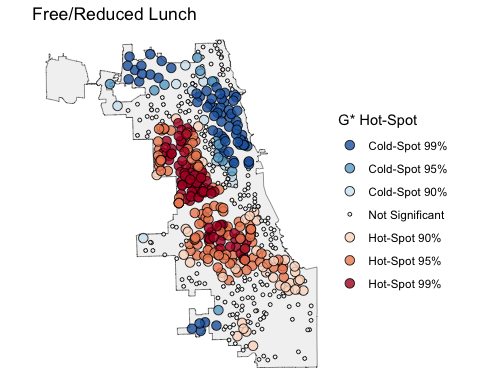 Free/Reduced Lunch
G* Hot-Spot
Cold-Spot 99%
Cold-Spot 95%
Cold-Spot 90%
Not Significant
Hot-Spot 90%
Hot-Spot 95%
Hot-Spot 99%